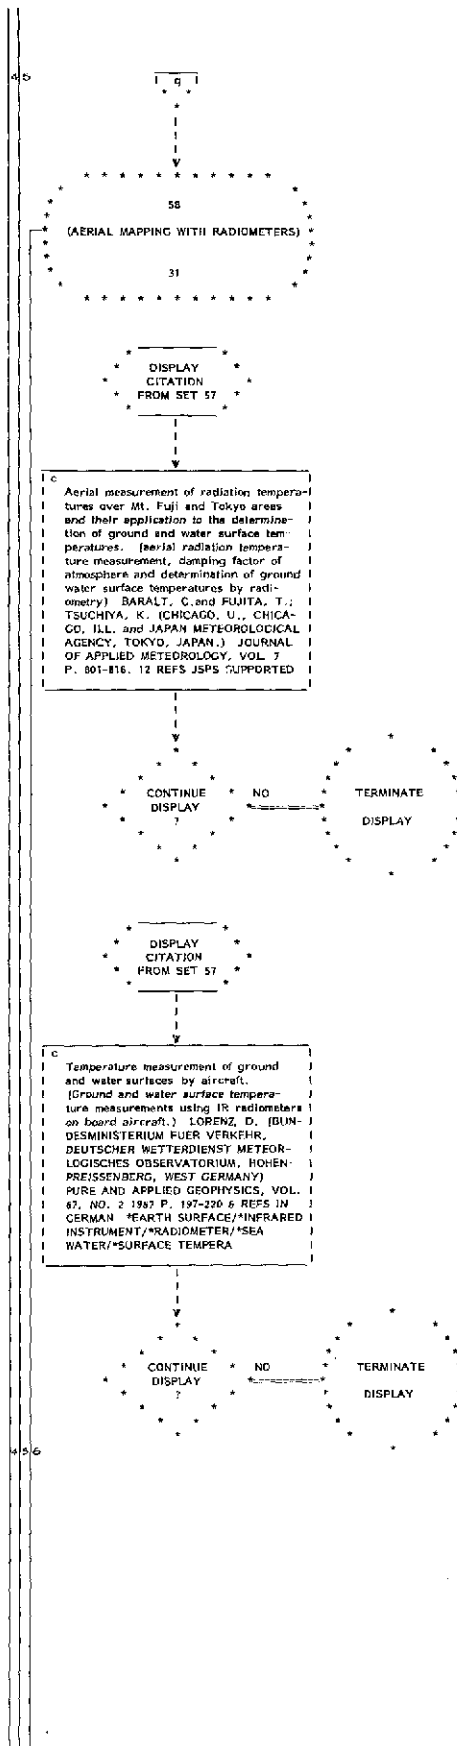 4 5
q
58
(AERIAL MAPPING WITH RADIOMETERS)
31
DISPLAY
CITATION
FROM SET 57
c
Aerial measurement of radiation tempera-
tures over Mt. Fuji and Tokyo areas
and their application to the determina-
tion of ground and water surface tem-
peratures. (aerial radiation tempera-
ture measurement, damping factor of
atmosphere and determination of ground
water surface temperatures by radi-
ometry) BARALT, G.and FUJITA, T.;
TSUCHIYA, K. (CHICAGO, U., CHICA-
GO, ILL. and JAPAN METEOROLOGICAL
AGENCY, TOKYO, JAPAN.) JOURNAL
OF APPLIED METEOROLOGY, VOL. 7
P. 801-816. 12 REFS JSPS SUPPORTED
CONTINUE
DISPLAY
?
NO
TERMINATE
DISPLAY
DISPLAY
CITATION
FROM SET 57
c
Temperature measurement of ground
and water surfaces by aircraft.
(Ground and water surface tempera-
ture measurements using IR radiometers
on board aircraft.) LORENZ, D. (BUN-
DESMINISTERIUM FUER VERKEHR,
DEUTSCHER WETTERDIENST METEOR-
LOGISCHES OBSERVATORIUM, HOHEN-
PREISSENBERG, WEST GERMANY)
PURE AND APPLIED GEOPHYSICS, VOL.
67, NO. 2 1967 P. 197-220 6 REFS IN
GERMAN *EARTH SURFACE/*INFRARED
INSTRUMENT/*RADIOMETER/*SEA
WATER/*SURFACE TEMPERA
CONTINUE
DISPLAY
?
NO
TERMINATE
DISPLAY
4 5 6